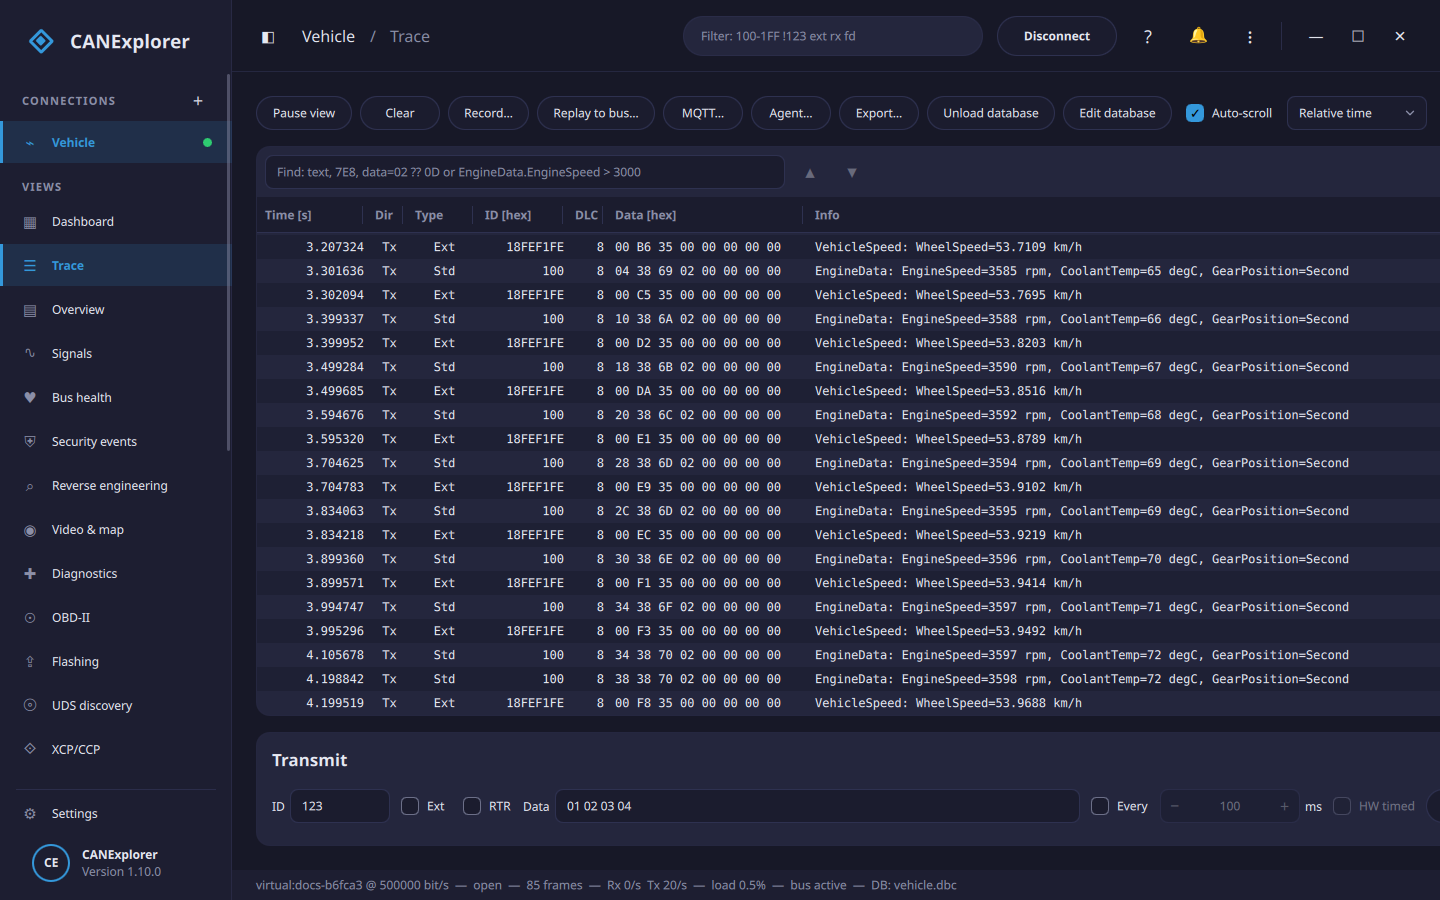 CANExplorer
Vehicle / Trace
Filter: 100-1FF !123 ext rx fd
Disconnect
?
CONNECTIONS +
Vehicle
VIEWS
Dashboard
Trace
Overview
Signals
Bus health
Security events
Reverse engineering
Video & map
Diagnostics
OBD-II
Flashing
UDS discovery
XCP/CCP
Settings
CE
CANExplorer
Version 1.10.0
Pause view Clear Record... Replay to bus... MQTT... Agent... Export... Unload database Edit database Auto-scroll Relative time
Find: text, 7E8, data=02 ?? 0D or EngineData.EngineSpeed > 3000
Time [s] Dir Type ID [hex] DLC Data [hex] Info
3.207324 Tx Ext 18FEF1FE 8 00 B6 35 00 00 00 00 00 VehicleSpeed: WheelSpeed=53.7109 km/h
3.301636 Tx Std 100 8 04 38 69 02 00 00 00 00 EngineData: EngineSpeed=3585 rpm, CoolantTemp=65 degC, GearPosition=Second
3.302094 Tx Ext 18FEF1FE 8 00 C5 35 00 00 00 00 00 VehicleSpeed: WheelSpeed=53.7695 km/h
3.399337 Tx Std 100 8 10 38 6A 02 00 00 00 00 EngineData: EngineSpeed=3588 rpm, CoolantTemp=66 degC, GearPosition=Second
3.399952 Tx Ext 18FEF1FE 8 00 D2 35 00 00 00 00 00 VehicleSpeed: WheelSpeed=53.8203 km/h
3.499284 Tx Std 100 8 18 38 6B 02 00 00 00 00 EngineData: EngineSpeed=3590 rpm, CoolantTemp=67 degC, GearPosition=Second
3.499685 Tx Ext 18FEF1FE 8 00 DA 35 00 00 00 00 00 VehicleSpeed: WheelSpeed=53.8516 km/h
3.594676 Tx Std 100 8 20 38 6C 02 00 00 00 00 EngineData: EngineSpeed=3592 rpm, CoolantTemp=68 degC, GearPosition=Second
3.595320 Tx Ext 18FEF1FE 8 00 E1 35 00 00 00 00 00 VehicleSpeed: WheelSpeed=53.8789 km/h
3.704625 Tx Std 100 8 28 38 6D 02 00 00 00 00 EngineData: EngineSpeed=3594 rpm, CoolantTemp=69 degC, GearPosition=Second
3.704783 Tx Ext 18FEF1FE 8 00 E9 35 00 00 00 00 00 VehicleSpeed: WheelSpeed=53.9102 km/h
3.834063 Tx Std 100 8 2C 38 6D 02 00 00 00 00 EngineData: EngineSpeed=3595 rpm, CoolantTemp=69 degC, GearPosition=Second
3.834218 Tx Ext 18FEF1FE 8 00 EC 35 00 00 00 00 00 VehicleSpeed: WheelSpeed=53.9219 km/h
3.899360 Tx Std 100 8 30 38 6E 02 00 00 00 00 EngineData: EngineSpeed=3596 rpm, CoolantTemp=70 degC, GearPosition=Second
3.899571 Tx Ext 18FEF1FE 8 00 F1 35 00 00 00 00 00 VehicleSpeed: WheelSpeed=53.9414 km/h
3.994747 Tx Std 100 8 34 38 6F 02 00 00 00 00 EngineData: EngineSpeed=3597 rpm, CoolantTemp=71 degC, GearPosition=Second
3.995296 Tx Ext 18FEF1FE 8 00 F3 35 00 00 00 00 00 VehicleSpeed: WheelSpeed=53.9492 km/h
4.105678 Tx Std 100 8 34 38 70 02 00 00 00 00 EngineData: EngineSpeed=3597 rpm, CoolantTemp=72 degC, GearPosition=Second
4.198842 Tx Std 100 8 38 38 70 02 00 00 00 00 EngineData: EngineSpeed=3598 rpm, CoolantTemp=72 degC, GearPosition=Second
4.199519 Tx Ext 18FEF1FE 8 00 F8 35 00 00 00 00 00 VehicleSpeed: WheelSpeed=53.9688 km/h
Transmit
ID 123 Ext RTR Data 01 02 03 04 Every − 100 + ms HW timed
virtual:docs-b6fca3 @ 500000 bit/s — open — 85 frames — Rx 0/s Tx 20/s — load 0.5% — bus active — DB: vehicle.dbc